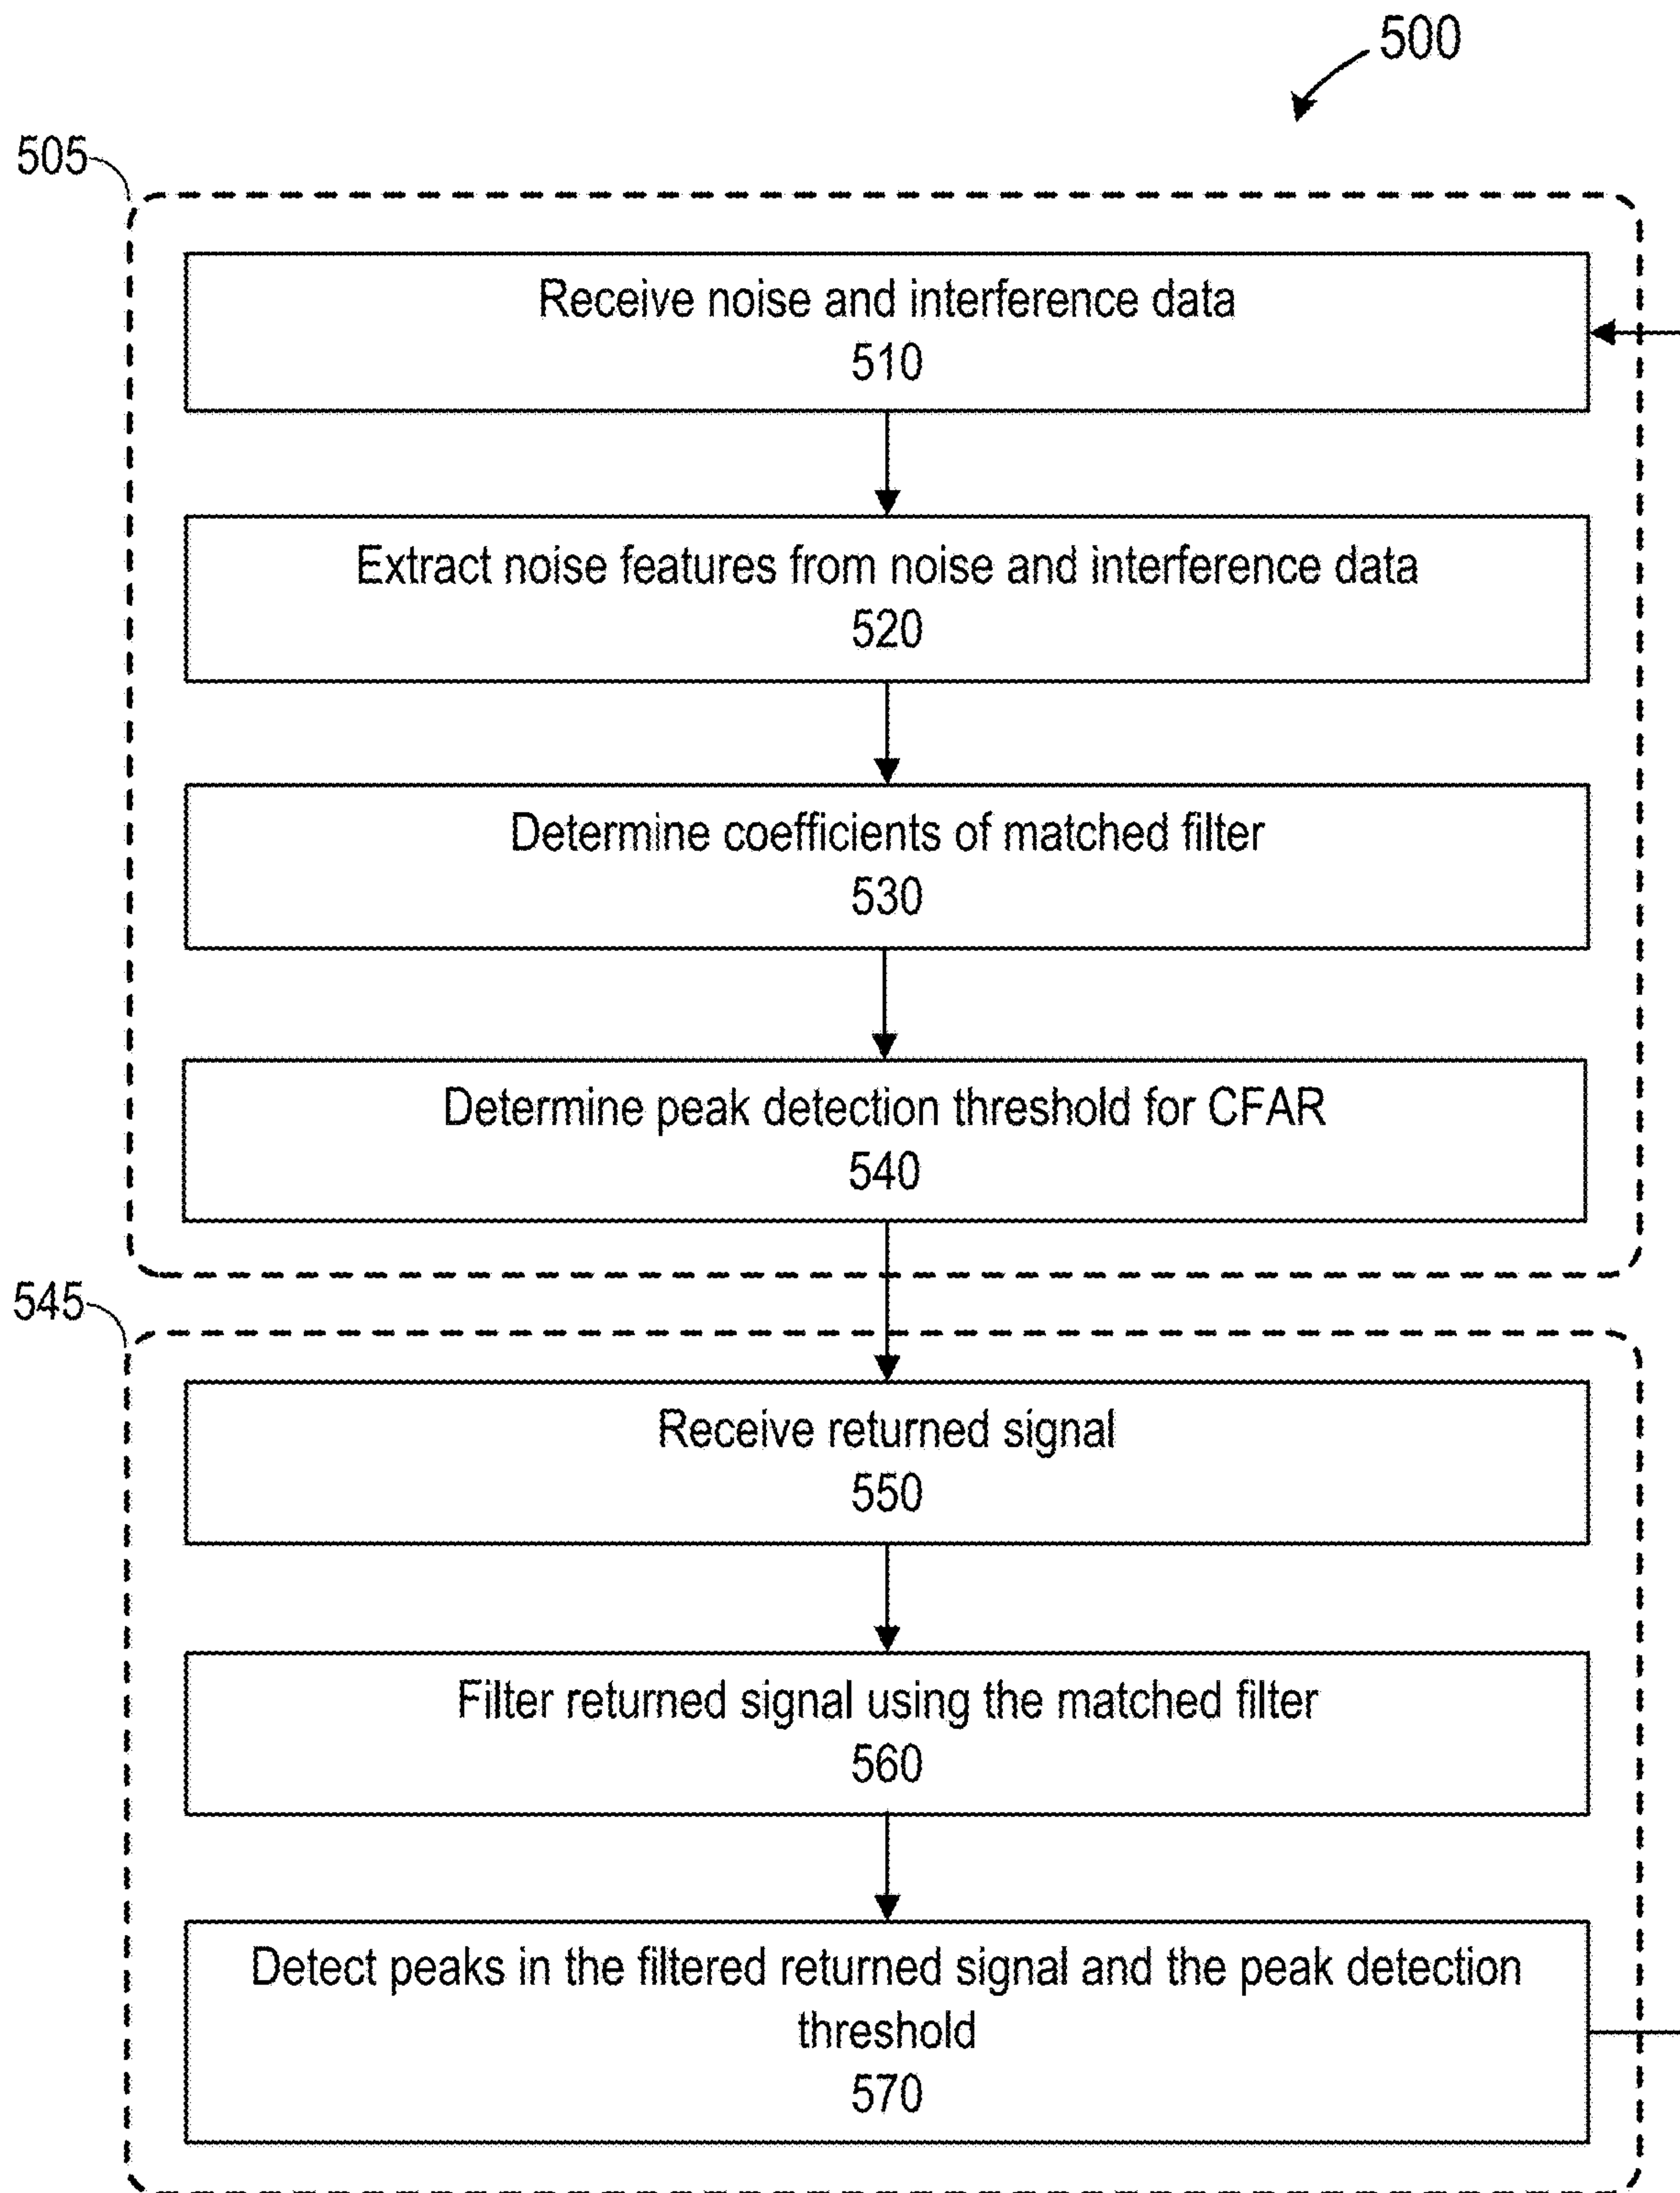 500
505
Receive noise and interference data
510
Extract noise features from noise and interference data
520
Determine coefficients of matched filter
530
Determine peak detection threshold for CFAR
540
545
Receive returned signal
550
Filter returned signal using the matched filter
560
Detect peaks in the filtered returned signal and the peak detection
threshold
570